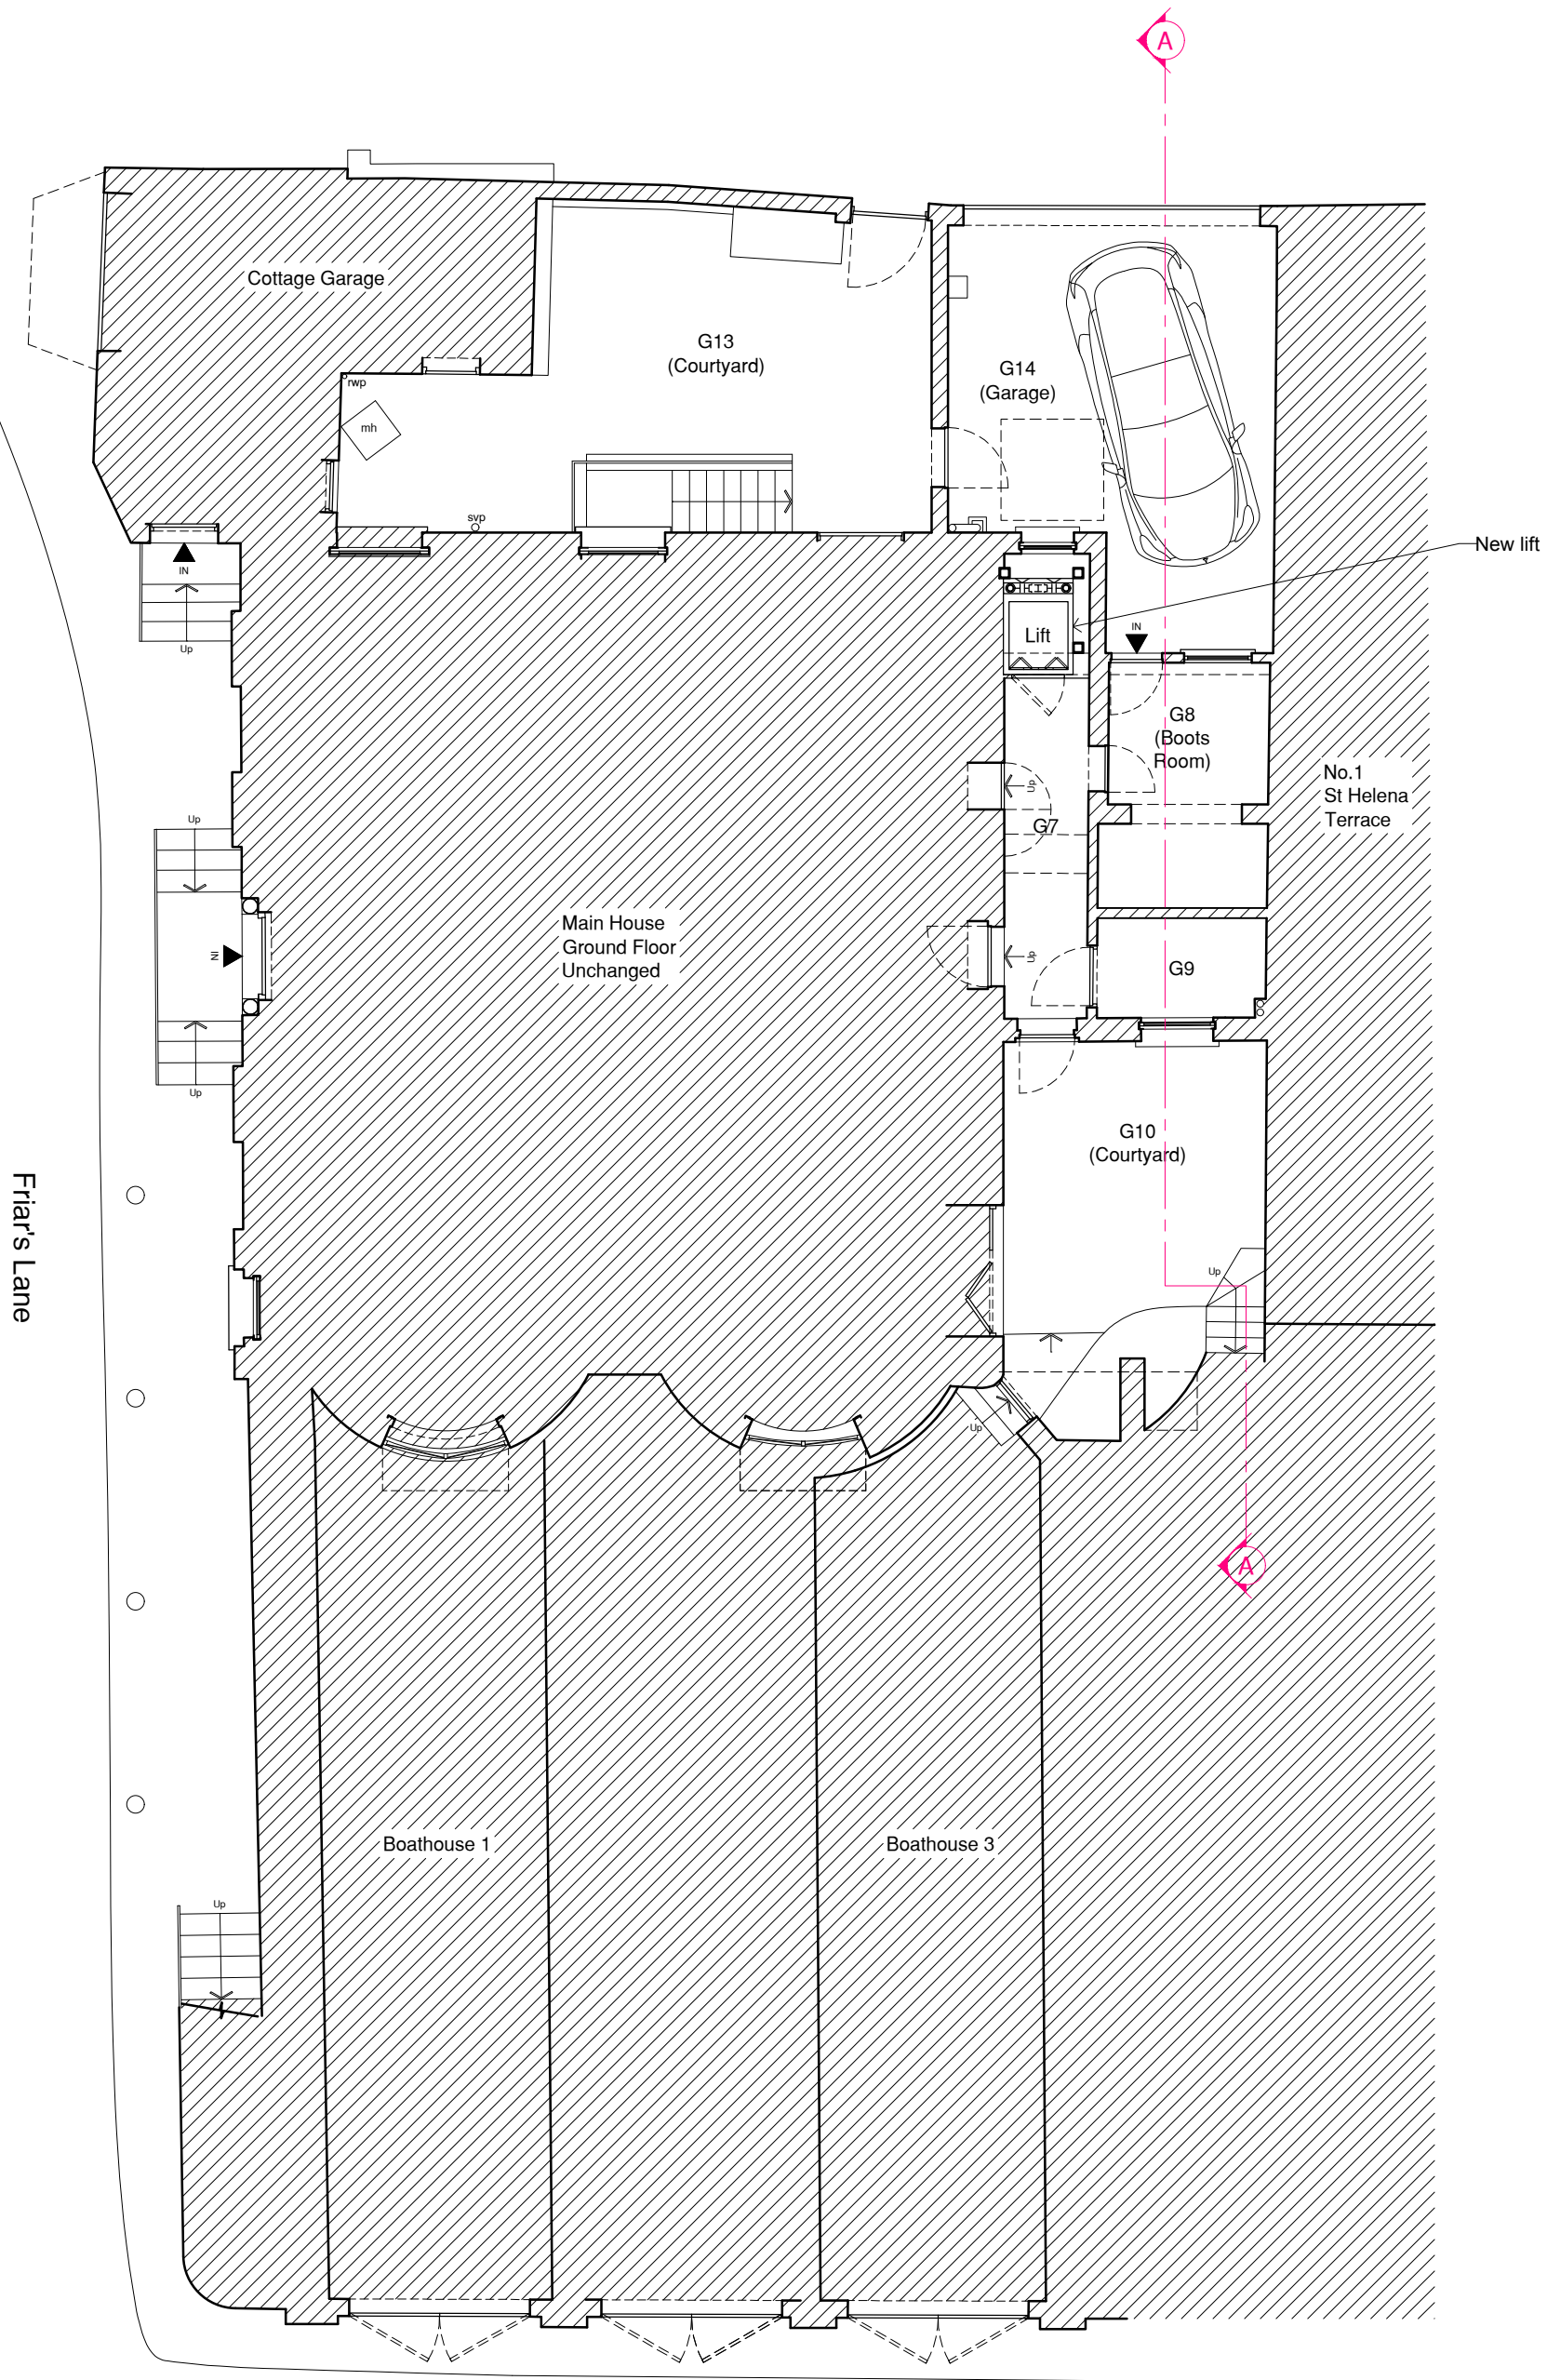 A
Cottage Garage
G13
(Courtyard)
G14
(Garage)
rwp
mh
svp
New lift
IN
Up
Lift
IN
G8
(Boots
Room)
No.1
St Helena
Terrace
Up
G7
Up
Main House
Ground Floor
Unchanged
IN
Up
G9
Up
G10
(Courtyard)
Friar's Lane
Up
Up
A
Boathouse 1
Boathouse 3
Up